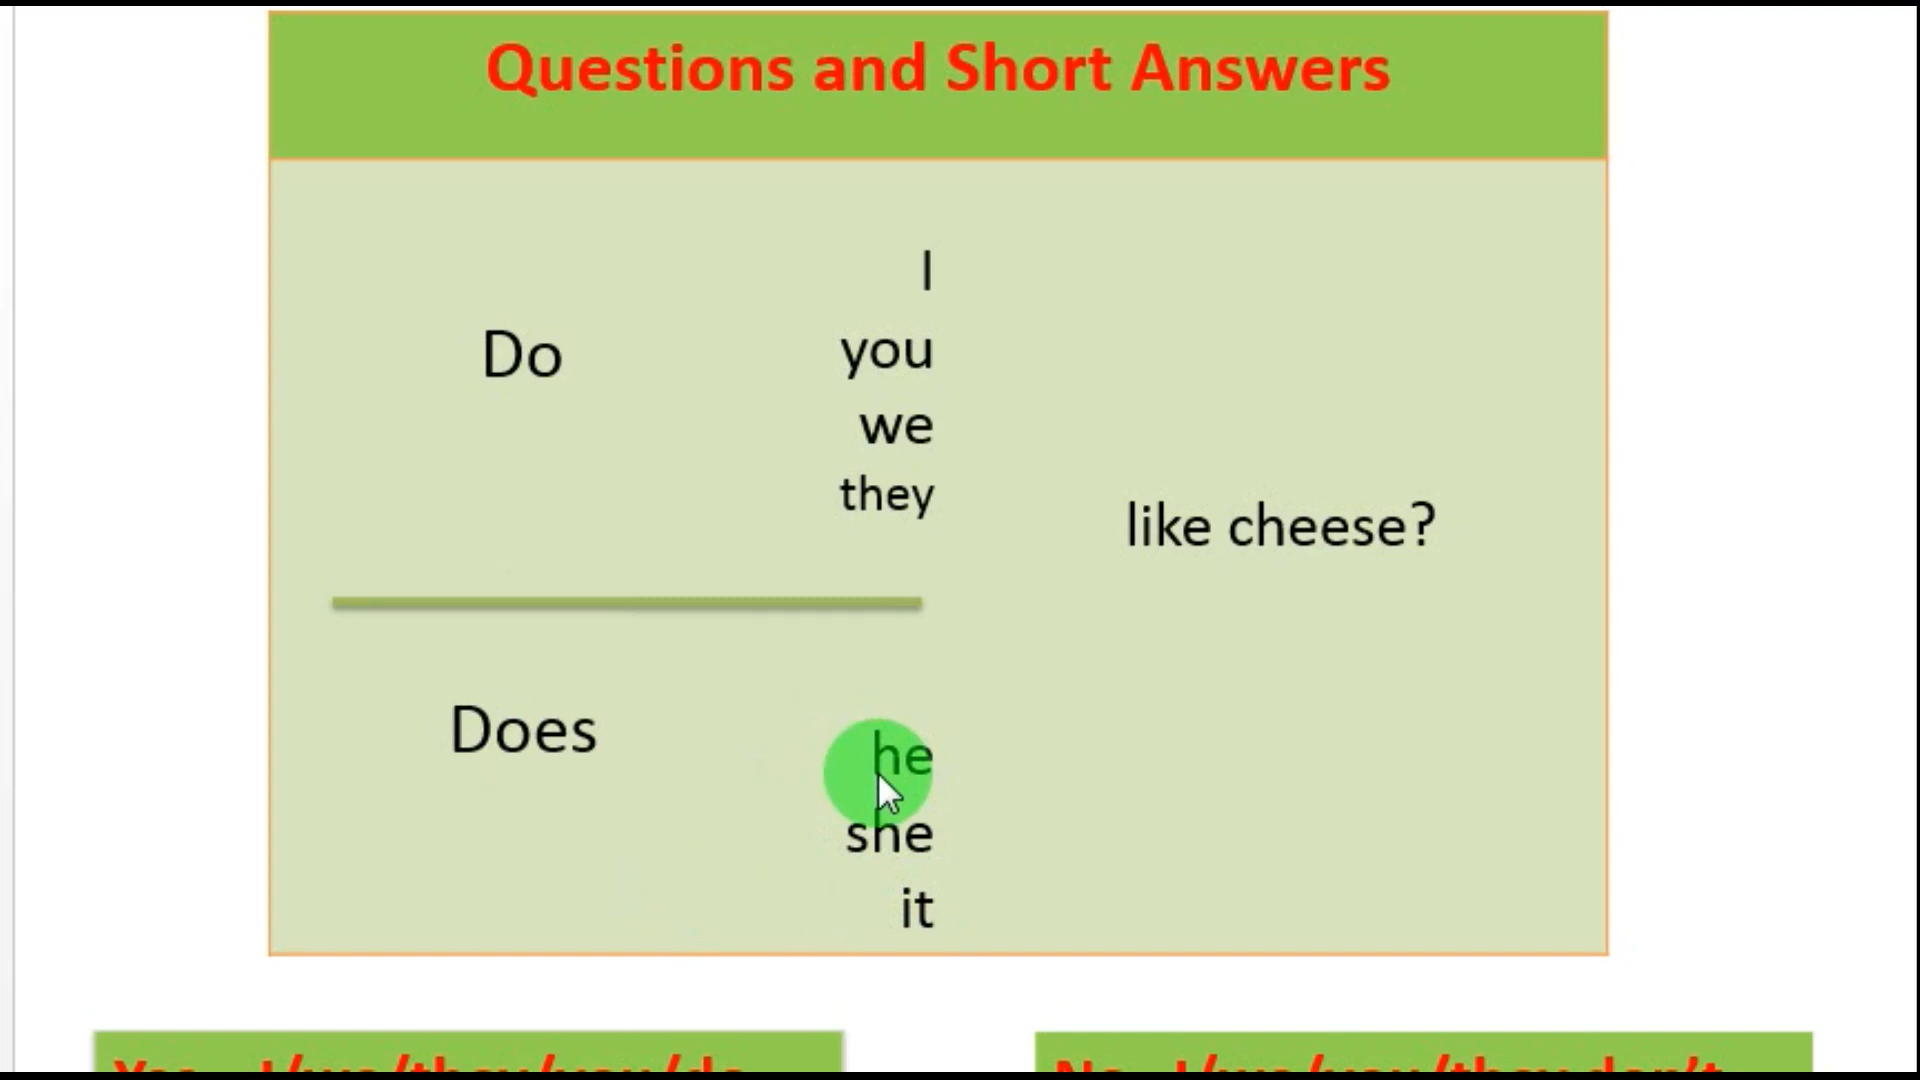 Questions and Short Answers
I
Do
you
we
they
like cheese?
Does
he
she
it